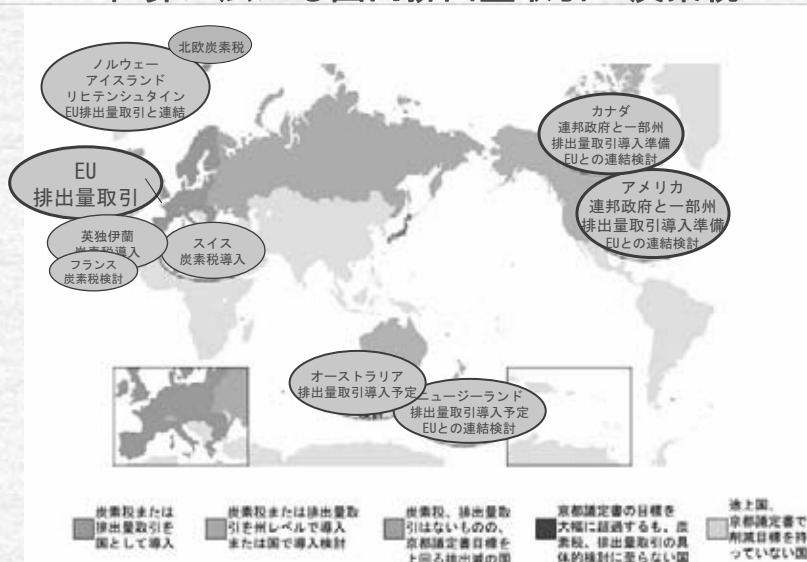 北欧炭素税
ノルウェー
アイスランド
リヒテンシュタイン
EU排出量取引と連結
カナダ
連邦政府と一部州
排出量取引導入準備
EUとの連結検討
EU
排出量取引
アメリカ
連邦政府と一部州
排出量取引導入準備
EUとの連結検討
英独伊蘭
炭素税導入
スイス
炭素税導入
フランス
炭素税検討
オーストラリア
排出量取引導入予定
ニュージーランド
排出量取引導入予定
EUとの連結検討
炭素税または
排出量取引を
国として導入
炭素税または排出量取
引を州レベルで導入
または国で導入検討
炭素税、排出量取
引はないものの、
京都議定書目標を
上回る排出減の国
京都議定書の目標を
大幅に超過するも、炭
素税、排出量取引の具
体的検討に至らない国
途上国、
京都議定書で
削減目標を持
っていない国